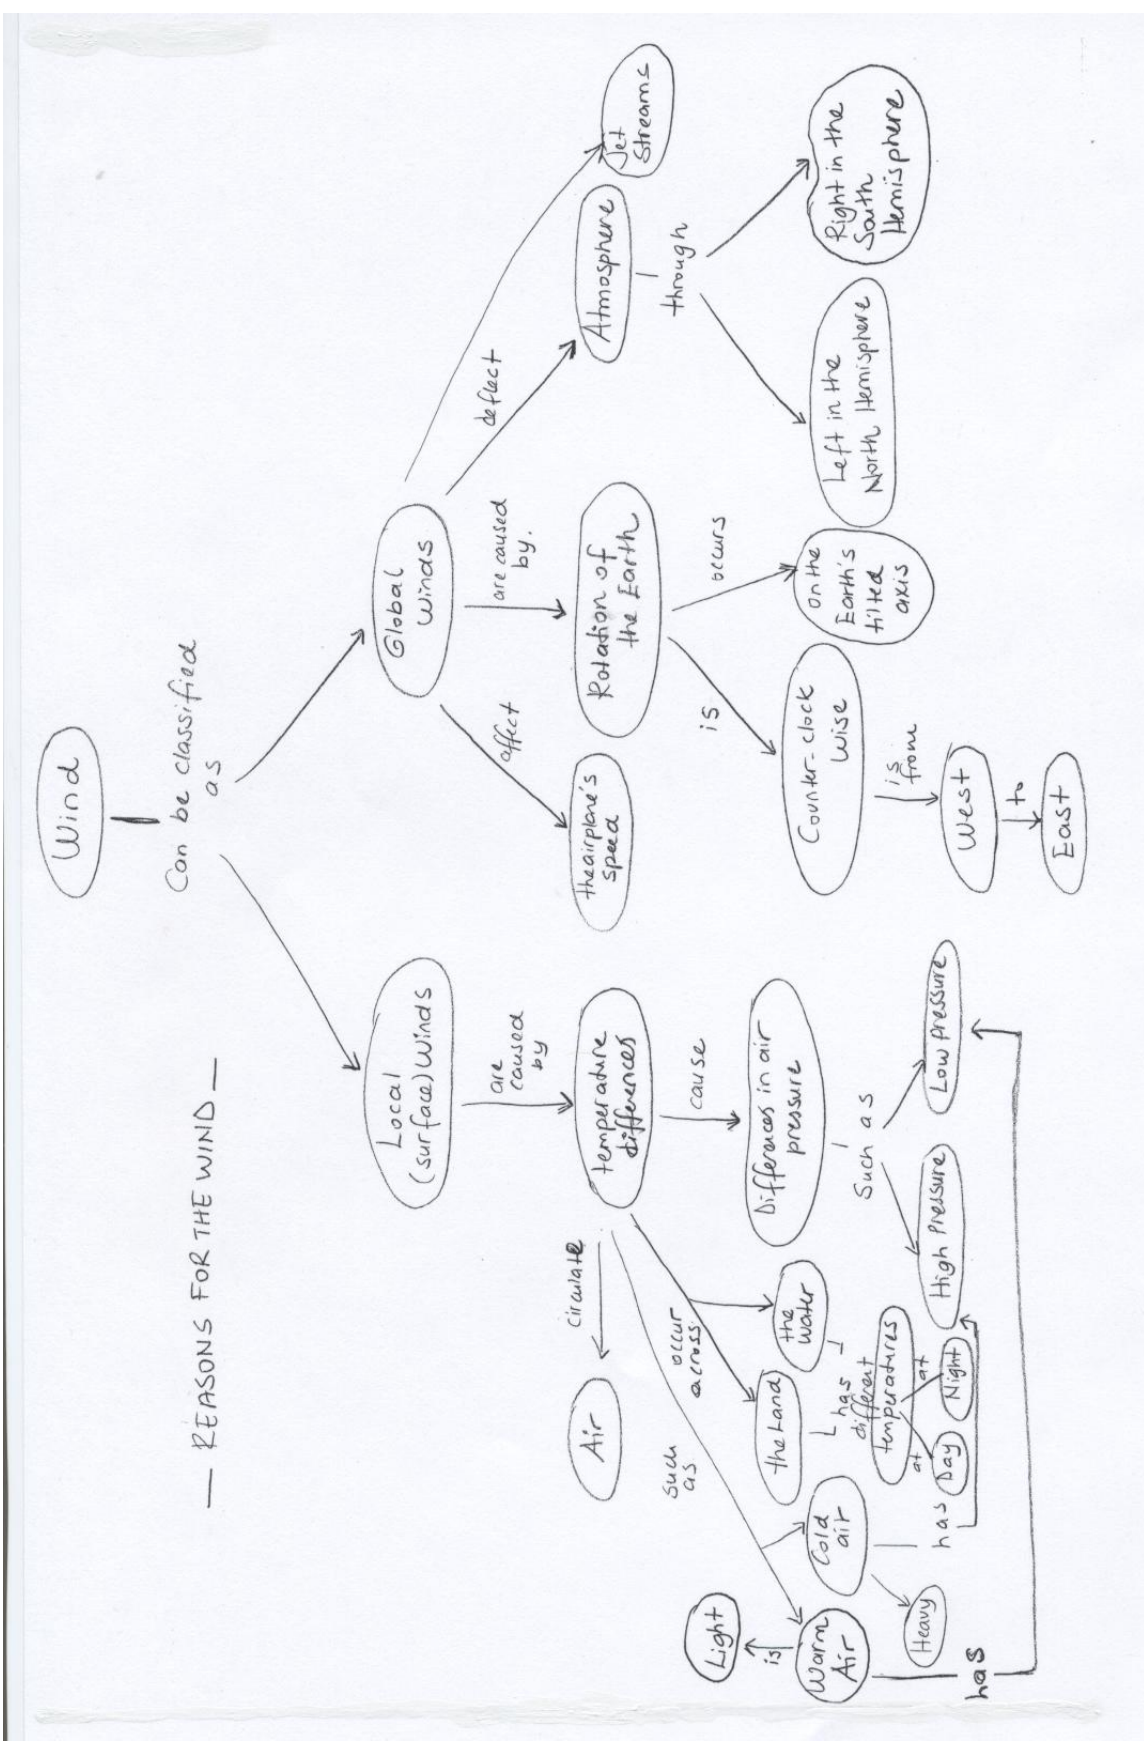 — REASONS FOR THE WIND —
Wind
Can be classified
as
Local
(surface) Winds
Global
Winds
are
caused
by
temperature
differences
circulate
Air
such
as
occur
across
cause
Differences in air
pressure
Such as
High Pressure
Low Pressure
the Land
the
water
has
different
temperatures
at
Day
at
Night
Cold
air
Heavy
has
Warm
Air
is
Light
has
affect
the airplane's
speed
are caused
by.
Rotation of
the Earth
is
Counter-clock
wise
is
from
West
to
East
occurs
on the
Earth's
tilted
axis
deflect
Atmosphere
Jet
Streams
through
Left in the
North Hemisphere
Right in the
South
Hemisphere